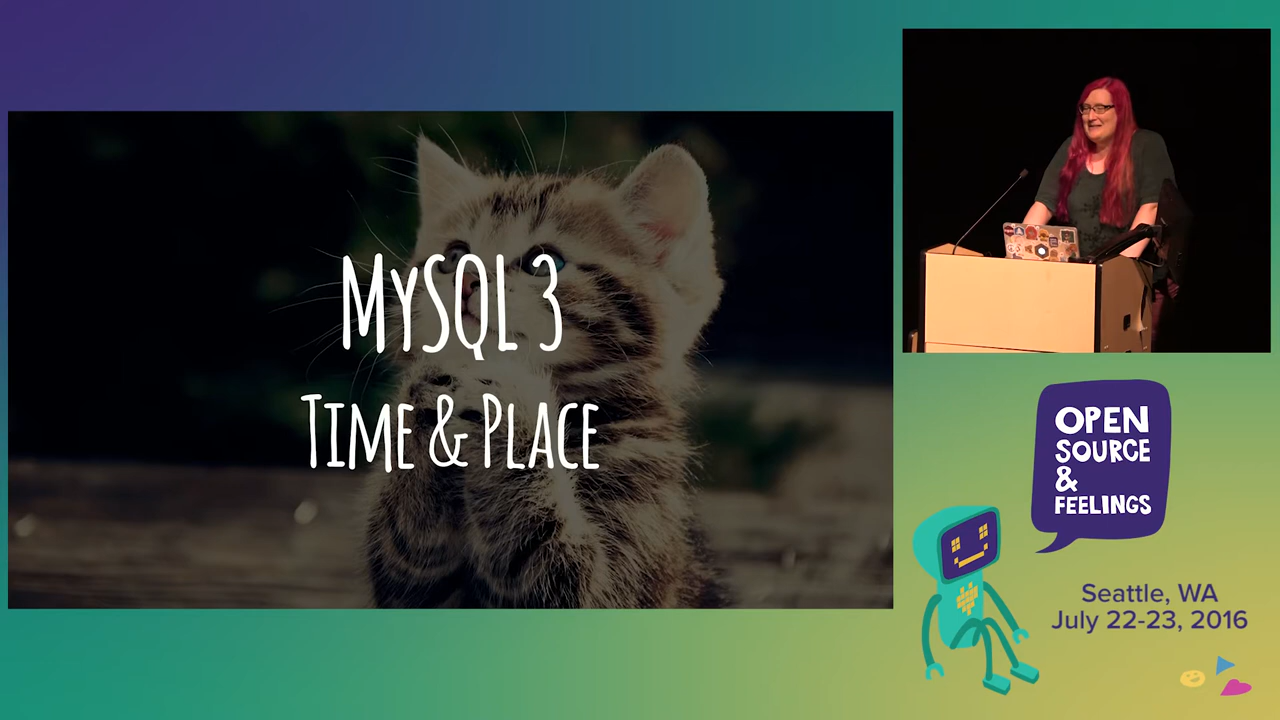 MySQL 3
Time & Place
OPEN
SOURCE
&
FEELINGS
Seattle, WA
July 22-23, 2016